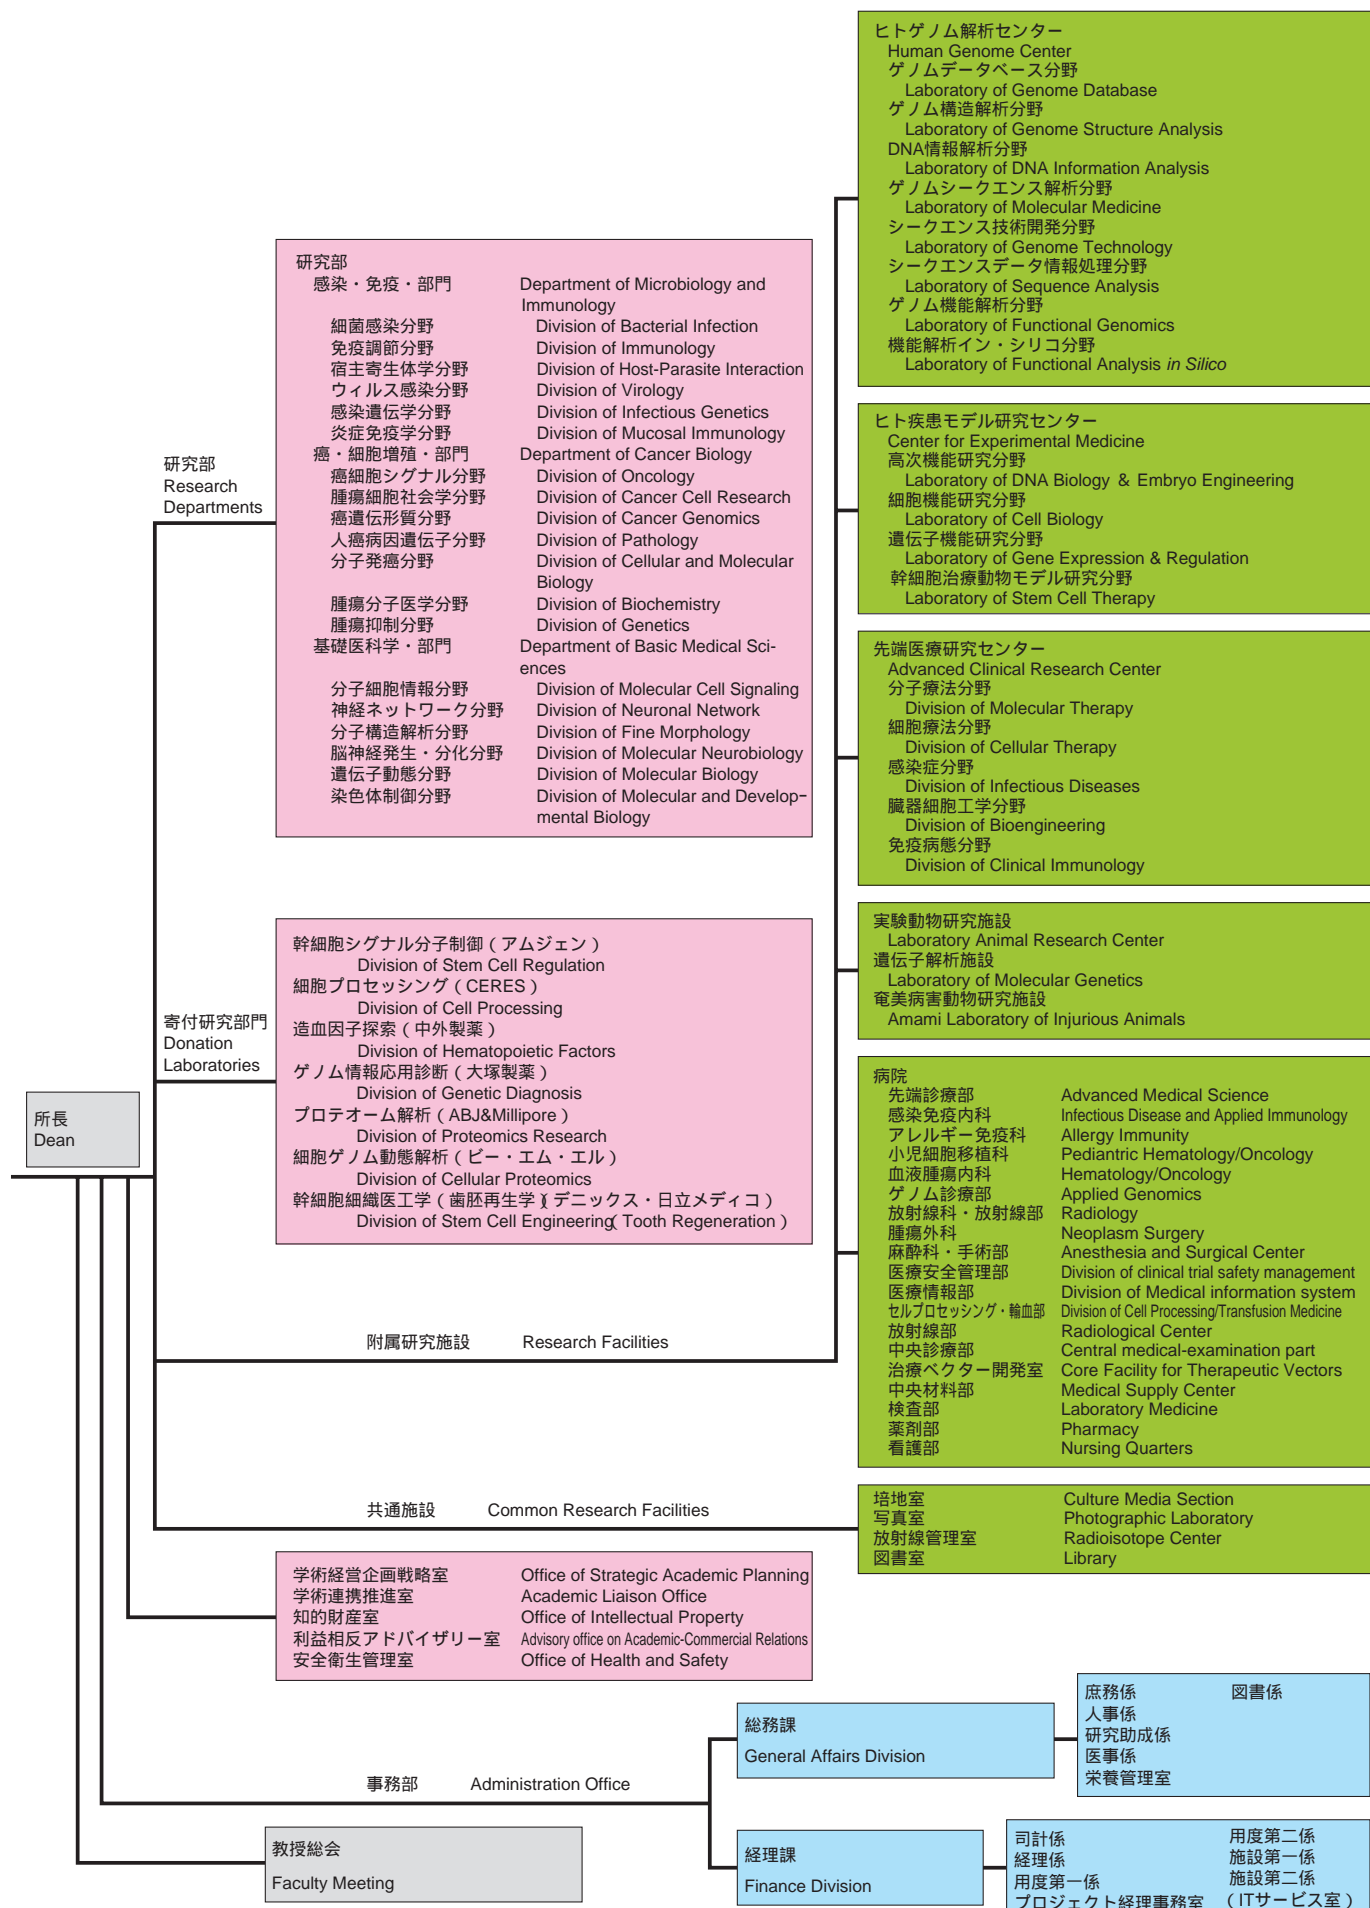 所長
Dean
研究部
Research
Departments
研究部
感染・免疫・部門 Department of Microbiology and
Immunology
細菌感染分野 Division of Bacterial Infection
免疫調節分野 Division of Immunology
宿主寄生体学分野 Division of Host-Parasite Interaction
ウィルス感染分野 Division of Virology
感染遺伝学分野 Division of Infectious Genetics
炎症免疫学分野 Division of Mucosal Immunology
癌・細胞増殖・部門 Department of Cancer Biology
癌細胞シグナル分野 Division of Oncology
腫瘍細胞社会学分野 Division of Cancer Cell Research
癌遺伝形質分野 Division of Cancer Genomics
人癌病因遺伝子分野 Division of Pathology
分子発癌分野 Division of Cellular and Molecular
Biology
腫瘍分子医学分野 Division of Biochemistry
腫瘍抑制分野 Division of Genetics
基礎医科学・部門 Department of Basic Medical Sci-
ences
分子細胞情報分野 Division of Molecular Cell Signaling
神経ネットワーク分野 Division of Neuronal Network
分子構造解析分野 Division of Fine Morphology
脳神経発生・分化分野 Division of Molecular Neurobiology
遺伝子動態分野 Division of Molecular Biology
染色体制御分野 Division of Molecular and Develop-
mental Biology
寄付研究部門
Donation
Laboratories
幹細胞シグナル分子制御(アムジェン)
Division of Stem Cell Regulation
細胞プロセッシング(CERES)
Division of Cell Processing
造血因子探索(中外製薬)
Division of Hematopoietic Factors
ゲノム情報応用診断(大塚製薬)
Division of Genetic Diagnosis
プロテオーム解析(ABJ&Millipore)
Division of Proteomics Research
細胞ゲノム動態解析(ビー・エム・エル)
Division of Cellular Proteomics
幹細胞細織医工学(歯胚再生学)(デニックス・日立メディコ)
Division of Stem Cell Engineering(Tooth Regeneration)
附属研究施設 Research Facilities
ヒトゲノム解析センター
Human Genome Center
ゲノムデータベース分野
Laboratory of Genome Database
ゲノム構造解析分野
Laboratory of Genome Structure Analysis
DNA情報解析分野
Laboratory of DNA Information Analysis
ゲノムシークエンス解析分野
Laboratory of Molecular Medicine
シークエンス技術開発分野
Laboratory of Genome Technology
シークエンスデータ情報処理分野
Laboratory of Sequence Analysis
ゲノム機能解析分野
Laboratory of Functional Genomics
機能解析イン・シリコ分野
Laboratory of Functional Analysis in Silico
ヒト疾患モデル研究センター
Center for Experimental Medicine
高次機能研究分野
Laboratory of DNA Biology & Embryo Engineering
細胞機能研究分野
Laboratory of Cell Biology
遺伝子機能研究分野
Laboratory of Gene Expression & Regulation
幹細胞治療動物モデル研究分野
Laboratory of Stem Cell Therapy
先端医療研究センター
Advanced Clinical Research Center
分子療法分野
Division of Molecular Therapy
細胞療法分野
Division of Cellular Therapy
感染症分野
Division of Infectious Diseases
臓器細胞工学分野
Division of Bioengineering
免疫病態分野
Division of Clinical Immunology
実験動物研究施設
Laboratory Animal Research Center
遺伝子解析施設
Laboratory of Molecular Genetics
奄美病害動物研究施設
Amami Laboratory of Injurious Animals
病院
先端診療部 Advanced Medical Science
感染免疫内科 Infectious Disease and Applied Immunology
アレルギー免疫科 Allergy Immunity
小児細胞移植科 Pediantric Hematology/Oncology
血液腫瘍内科 Hematology/Oncology
ゲノム診療部 Applied Genomics
放射線科・放射線部 Radiology
腫瘍外科 Neoplasm Surgery
麻酔科・手術部 Anesthesia and Surgical Center
医療安全管理部 Division of clinical trial safety management
医療情報部 Division of Medical information system
セルプロセッシング・輸血部 Division of Cell Processing/Transfusion Medicine
放射線部 Radiological Center
中央診療部 Central medical-examination part
治療ベクター開発室 Core Facility for Therapeutic Vectors
中央材料部 Medical Supply Center
検査部 Laboratory Medicine
薬剤部 Pharmacy
看護部 Nursing Quarters
共通施設 Common Research Facilities
培地室 Culture Media Section
写真室 Photographic Laboratory
放射線管理室 Radioisotope Center
図書室 Library
学術経営企画戦略室 Office of Strategic Academic Planning
学術連携推進室 Academic Liaison Office
知的財産室 Office of Intellectual Property
利益相反アドバイザリー室 Advisory office on Academic-Commercial Relations
安全衛生管理室 Office of Health and Safety
事務部 Administration Office
総務課
General Affairs Division
庶務係 図書係
人事係
研究助成係
医事係
栄養管理室
経理課
Finance Division
司計係 用度第二係
経理係 施設第一係
用度第一係 施設第二係
プロジェクト経理事務室 (ITサービス室)
教授総会
Faculty Meeting